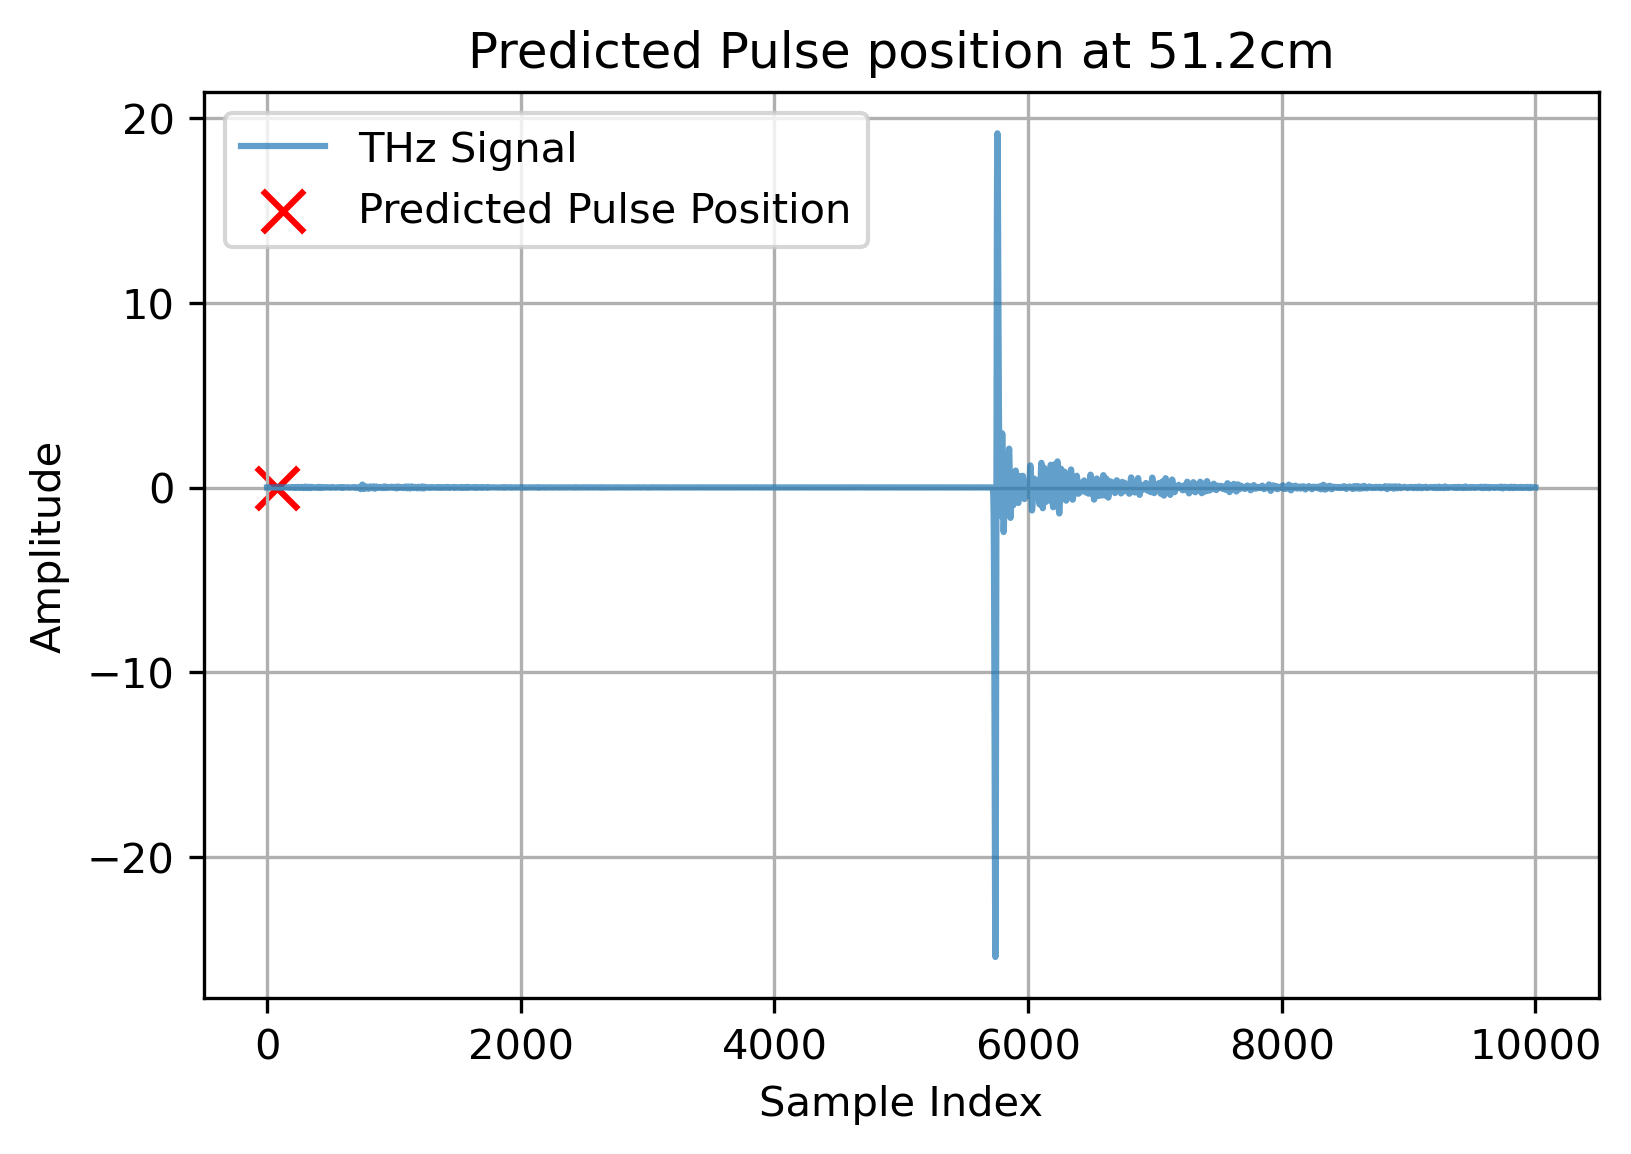 Predicted Pulse position at 51.2cm
THz Signal
Predicted Pulse Position
20
10
0
−10
−20
Amplitude
0 2000 4000 6000 8000 10000
Sample Index